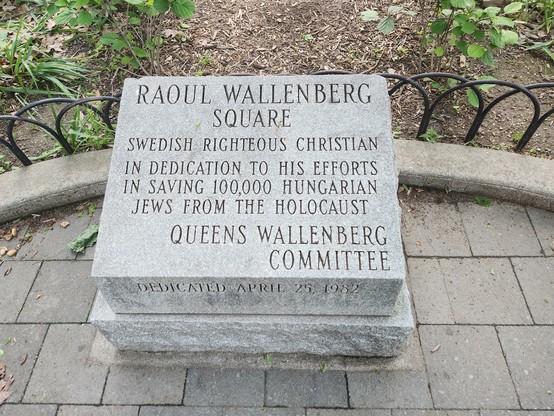 RAOUL WALLENBERG
SQUARE
SWEDISH RIGHTEOUS CHRISTIAN
IN DEDICATION TO HIS EFFORTS
IN SAVING 100,000 HUNGARIAN
JEWS FROM THE HOLOCAUST
QUEENS WALLENBERG
COMMITTEE
DEDICATED APRIL 25, 1982